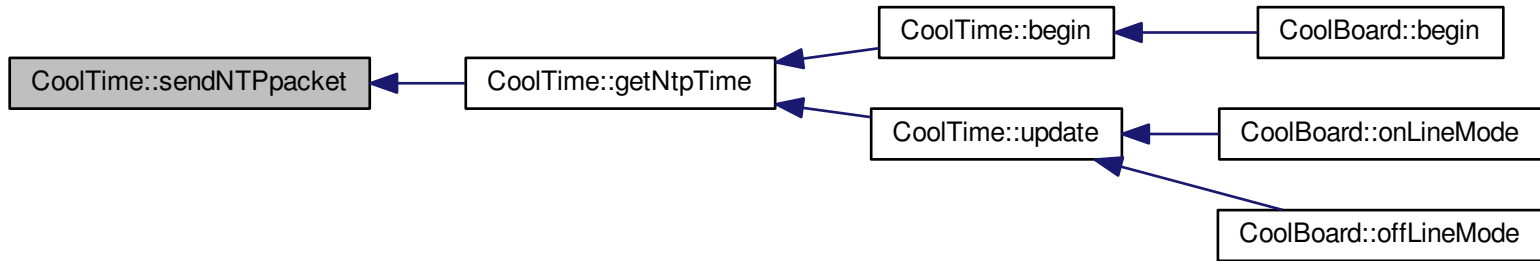 CoolTime::begin
CoolBoard::begin
CoolTime::sendNTPpacket
CoolTime::getNtpTime
CoolTime::update
CoolBoard::onLineMode
CoolBoard::offLineMode